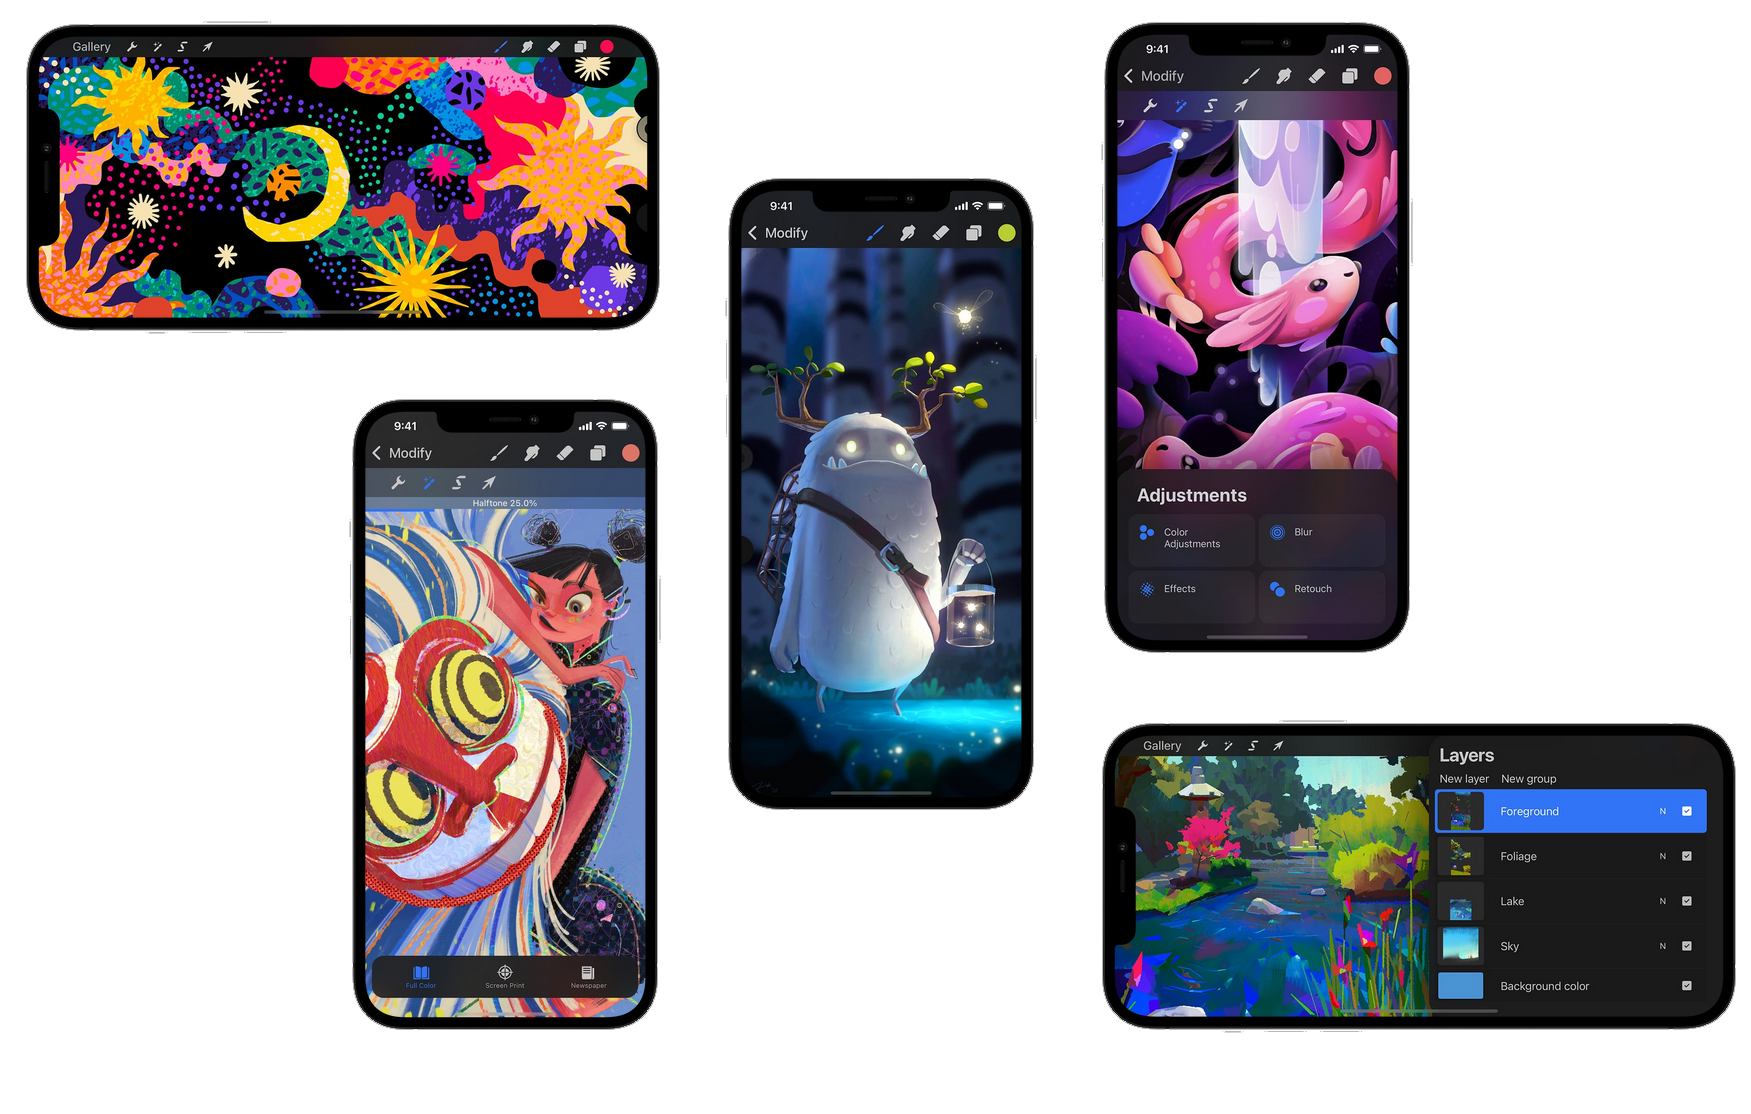 Gallery
9:41
Modify
Halftone 25.0%
Full Color
Screen Print
Newspaper
9:41
Modify
9:41
Modify
Adjustments
Color
Adjustments
Blur
Effects
Retouch
Gallery
Layers
New layer New group
Foreground N
Foliage N
Lake N
Sky N
Background color